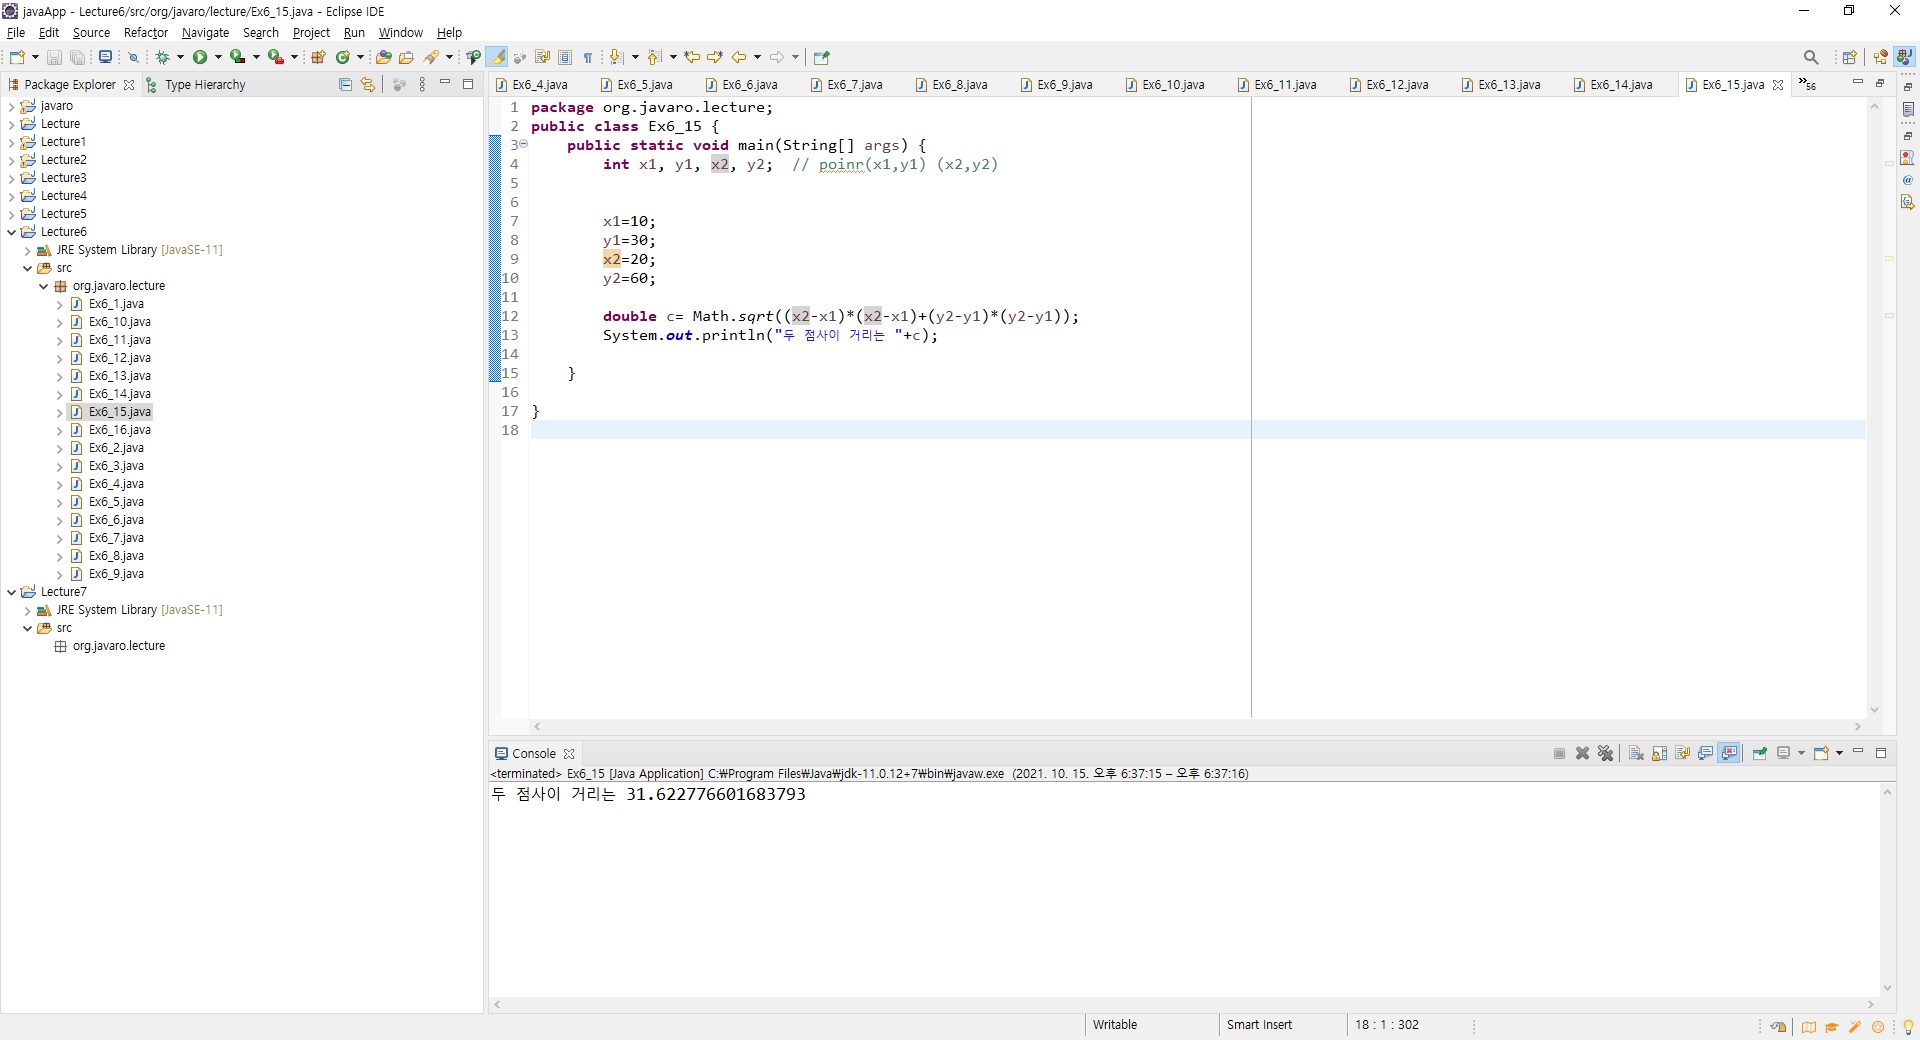 javaApp - Lecture6/src/org/javaro/lecture/Ex6_15.java - Eclipse IDE
File Edit Source Refactor Navigate Search Project Run Window Help
Package Explorer Type Hierarchy
javaro
Lecture
Lecture1
Lecture2
Lecture3
Lecture4
Lecture5
Lecture6
JRE System Library [JavaSE-11]
src
org.javaro.lecture
Ex6_1.java
Ex6_10.java
Ex6_11.java
Ex6_12.java
Ex6_13.java
Ex6_14.java
Ex6_15.java
Ex6_16.java
Ex6_2.java
Ex6_3.java
Ex6_4.java
Ex6_5.java
Ex6_6.java
Ex6_7.java
Ex6_8.java
Ex6_9.java
Lecture7
JRE System Library [JavaSE-11]
src
org.javaro.lecture
Ex6_4.java Ex6_5.java Ex6_6.java Ex6_7.java Ex6_8.java Ex6_9.java Ex6_10.java Ex6_11.java Ex6_12.java Ex6_13.java Ex6_14.java Ex6_15.java »56
1 package org.javaro.lecture;
2 public class Ex6_15 {
3 public static void main(String[] args) {
4 int x1, y1, x2, y2; // poinr(x1,y1) (x2,y2)
5
6
7 x1=10;
8 y1=30;
9 x2=20;
10 y2=60;
11
12 double c= Math.sqrt((x2-x1)*(x2-x1)+(y2-y1)*(y2-y1));
13 System.out.println("두 점사이 거리는 "+c);
14
15 }
16
17 }
18
Console
<terminated> Ex6_15 [Java Application] C:₩Program Files₩Java₩jdk-11.0.12+7₩bin₩javaw.exe (2021. 10. 15. 오후 6:37:15 – 오후 6:37:16)
두 점사이 거리는 31.622776601683793
Writable Smart Insert 18 : 1 : 302